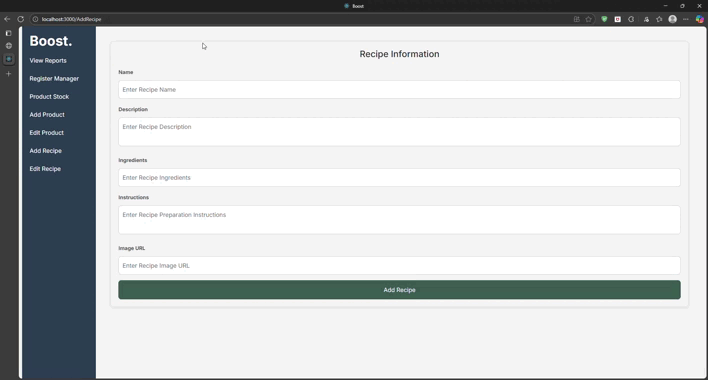 Boost
localhost:3000/AddRecipe
Boost.
View Reports
Register Manager
Product Stock
Add Product
Edit Product
Add Recipe
Edit Recipe
Recipe Information
Name
Enter Recipe Name
Description
Enter Recipe Description
Ingredients
Enter Recipe Ingredients
Instructions
Enter Recipe Preparation Instructions
Image URL
Enter Recipe Image URL
Add Recipe